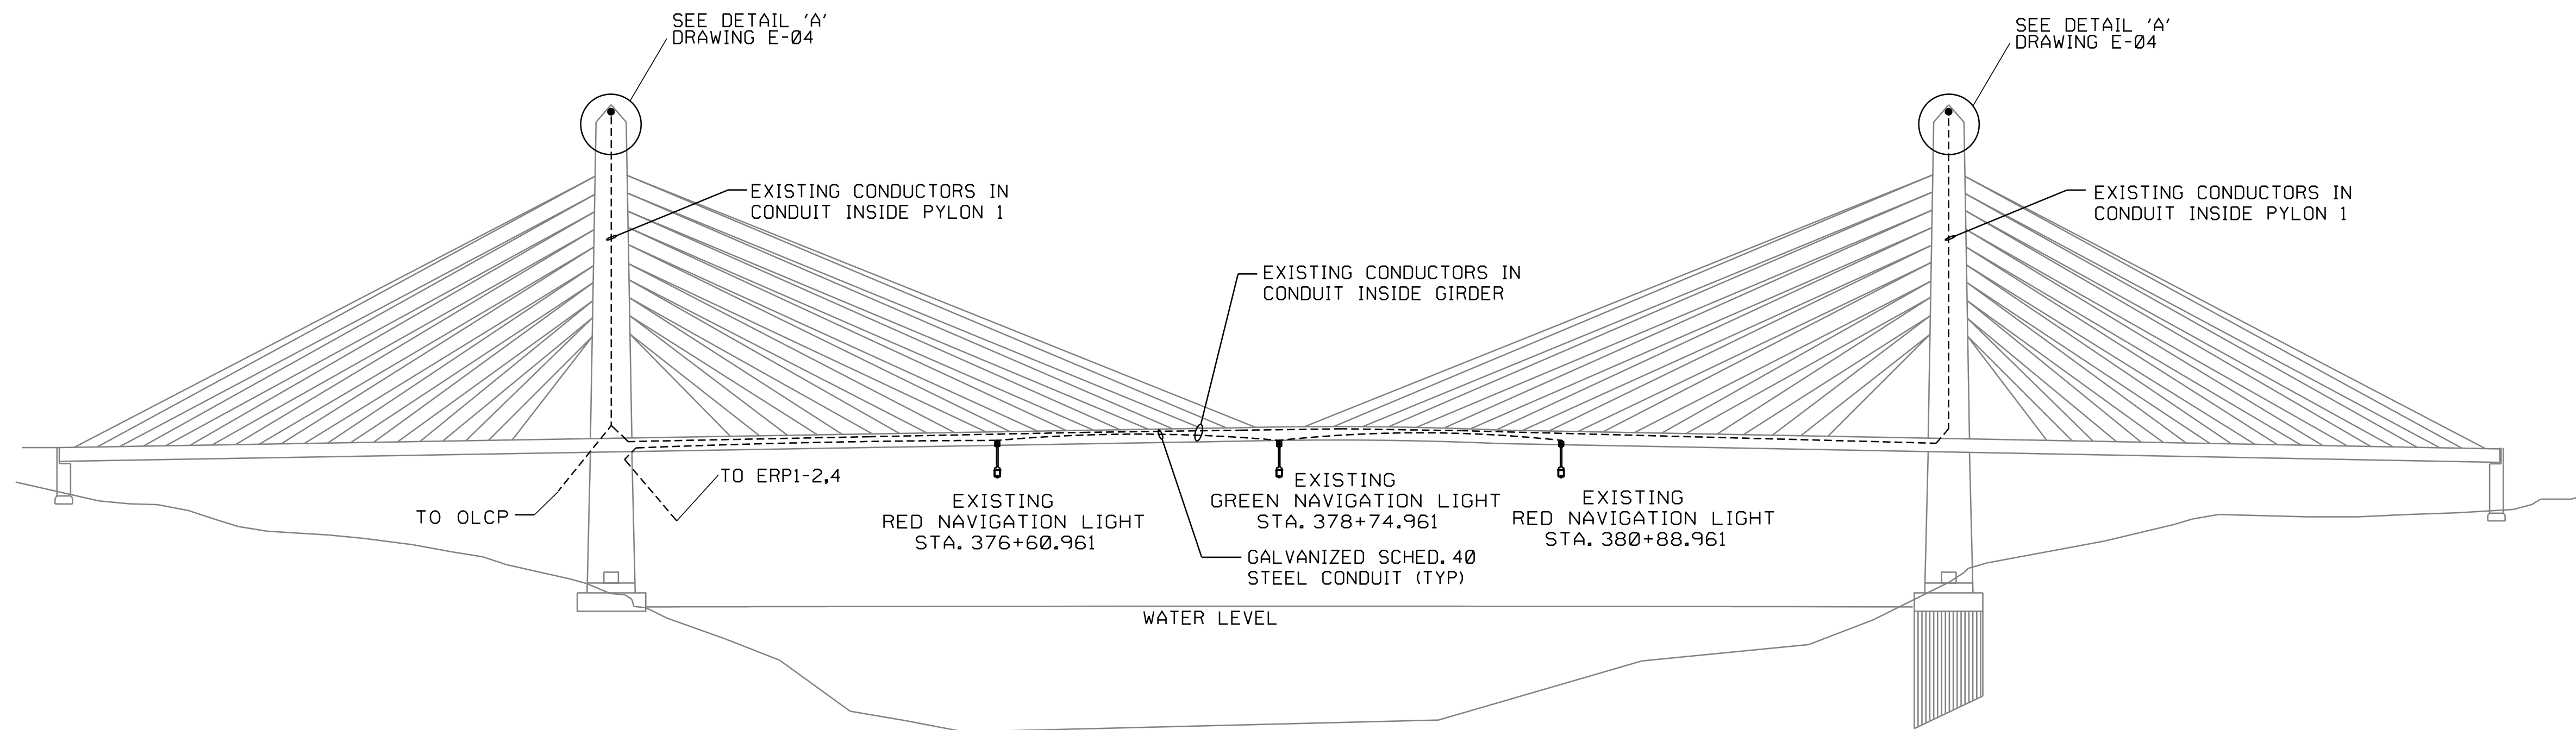 SEE DETAIL 'A'
DRAWING E-04
SEE DETAIL 'A'
DRAWING E-04
EXISTING CONDUCTORS IN
CONDUIT INSIDE PYLON 1
EXISTING CONDUCTORS IN
CONDUIT INSIDE PYLON 1
EXISTING CONDUCTORS IN
CONDUIT INSIDE GIRDER
TO OLCP
TO ERP1-2,4
EXISTING
RED NAVIGATION LIGHT
STA. 376+60.961
EXISTING
GREEN NAVIGATION LIGHT
STA. 378+74.961
EXISTING
RED NAVIGATION LIGHT
STA. 380+88.961
GALVANIZED SCHED. 40
STEEL CONDUIT (TYP)
WATER LEVEL